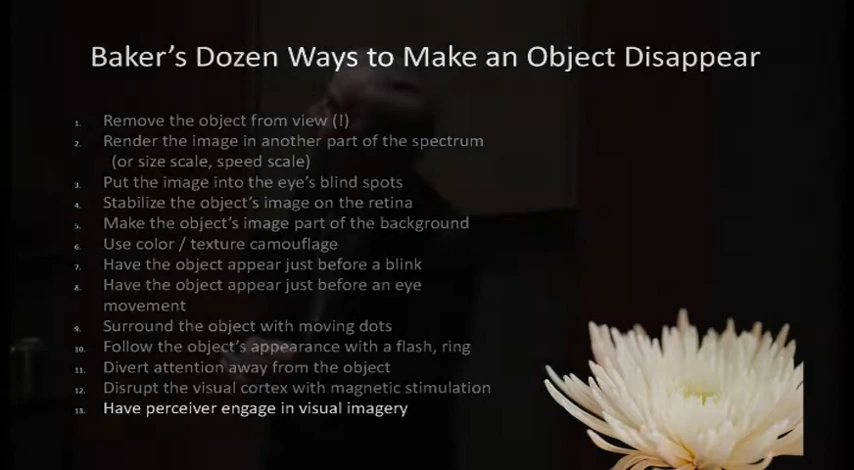 Baker's Dozen Ways to Make an Object Disappear
1. Remove the object from view (!)
2. Render the image in another part of the spectrum
(or size scale, speed scale)
3. Put the image into the eye's blind spots
4. Stabilize the object's image on the retina
5. Make the object's image part of the background
6. Use color / texture camouflage
7. Have the object appear just before a blink
8. Have the object appear just before an eye
movement
9. Surround the object with moving dots
10. Follow the object's appearance with a flash, ring
11. Divert attention away from the object
12. Disrupt the visual cortex with magnetic stimulation
13. Have perceiver engage in visual imagery